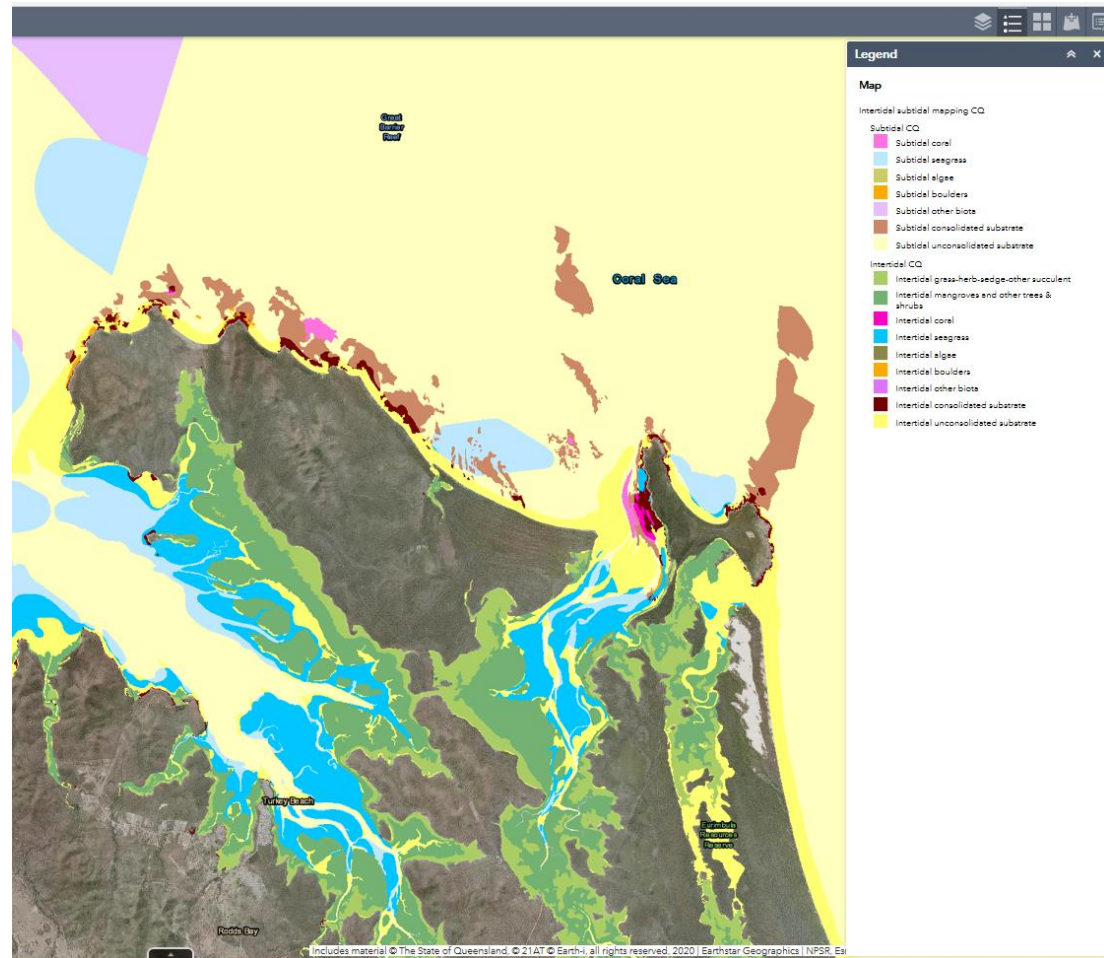 Legend
Map
Intertidal subtidal mapping CQ
Subtidal CQ
Subtidal coral
Subtidal seagrass
Subtidal algae
Subtidal boulders
Subtidal other biota
Subtidal consolidated substrate
Subtidal unconsolidated substrate
Intertidal CQ
Intertidal grass-herb-sedge-other succulent
Intertidal mangroves and other trees &
shrubs
Intertidal coral
Intertidal seagrass
Intertidal algae
Intertidal boulders
Intertidal other biota
Intertidal consolidated substrate
Intertidal unconsolidated substrate
Great
Barrier
Reef
Coral Sea
Turkey Beach
Eurimbula
Resources
Reserve
Rodds Bay
Includes material © The State of Queensland, © 21AT © Earth-i, all rights reserved, 2020 | Earthstar Geographics | NPSR, Esr